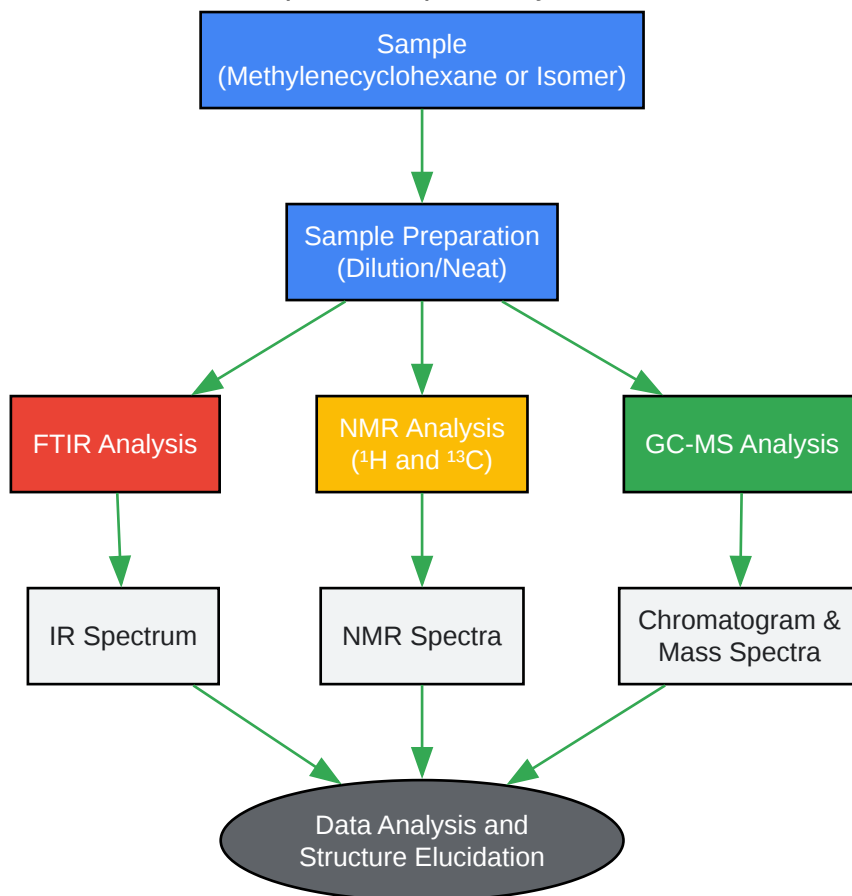 Sample
(Methylenecyclohexane or Isomer)
Sample Preparation
(Dilution/Neat)
FTIR Analysis
NMR Analysis
(¹H and ¹³C)
GC-MS Analysis
IR Spectrum
NMR Spectra
Chromatogram &
Mass Spectra
Data Analysis and
Structure Elucidation